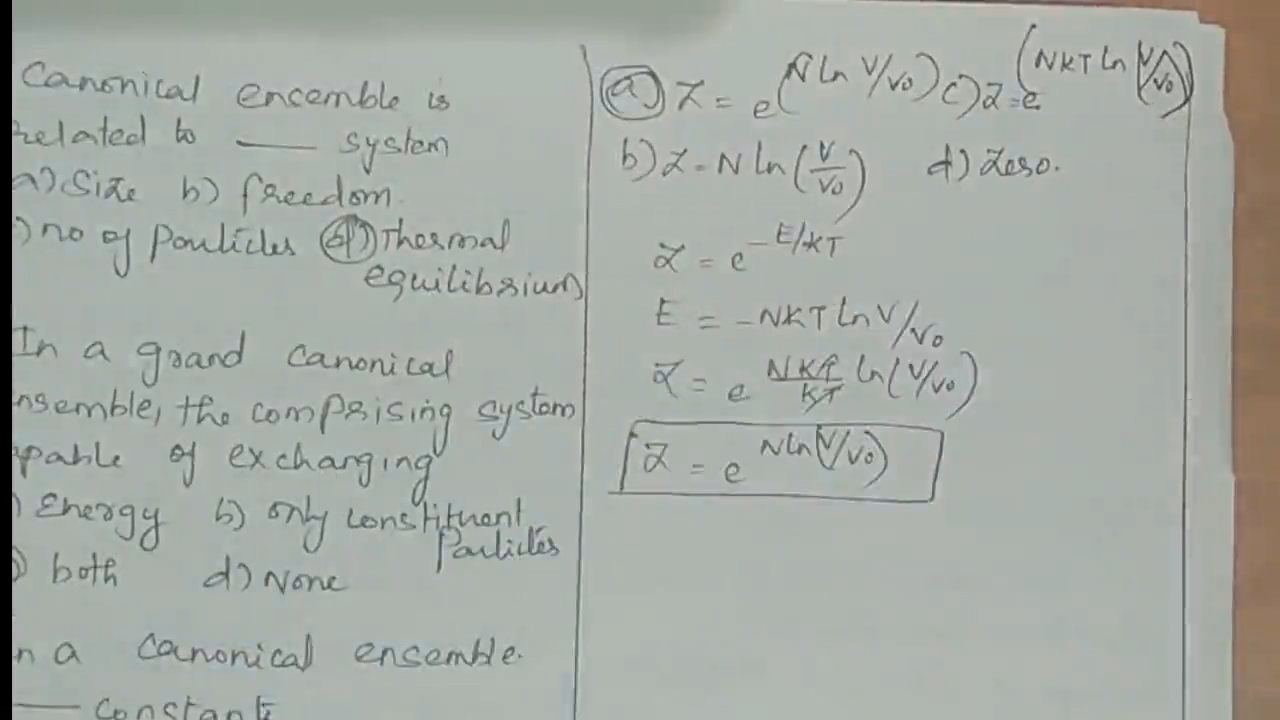 Canonical encemble is
related to ___ system
a) Size b) freedom.
) no of Particles d) Thermal
equilibrium
In a grand canonical
nsemble, the comprising system
pable of exchanging
) Energy b) only constituent
Particles
) both d) None
n a canonical ensemble.
___ constant
a) Z = e^(N ln V/V0) c) Z = e^(NKT ln (V/V0))
b) Z = N ln (V/V0) d) Zero.
Z = e^-E/KT
E = -NKT ln V/V0
Z = e^NKT/KT ln (V/V0)
Z = e^N ln (V/V0)